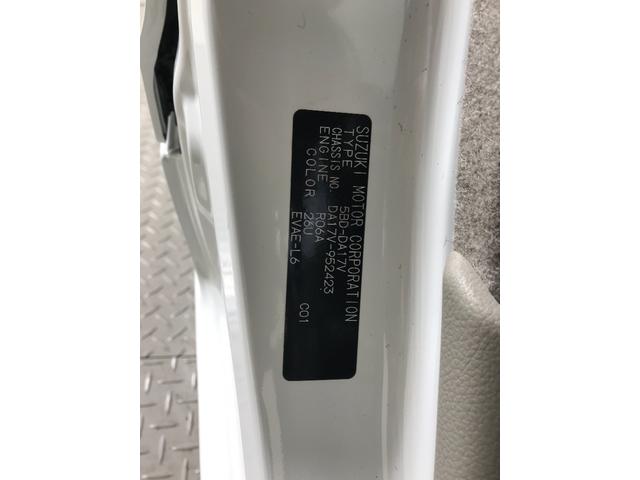 SUZUKI MOTOR CORPORATION
TYPE 5BD-DA17V
CHASSIS NO. DA17V-952423
ENGINE R06A
COLOR 26U
EVAE-L6 C01